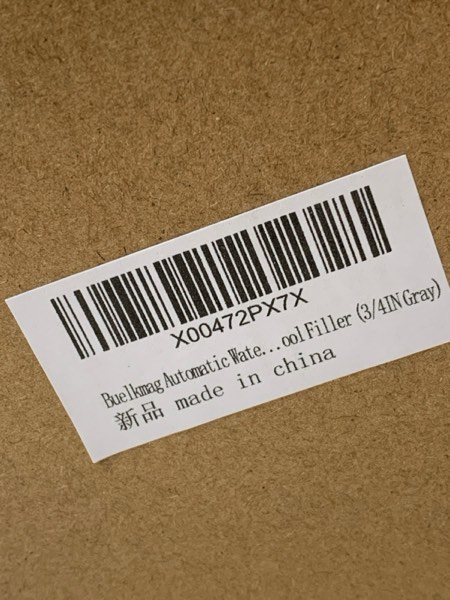 X00472PX7X
Buelkmag Automatic Wate...ool Filler (3/4IN Gray)
新品 made in china